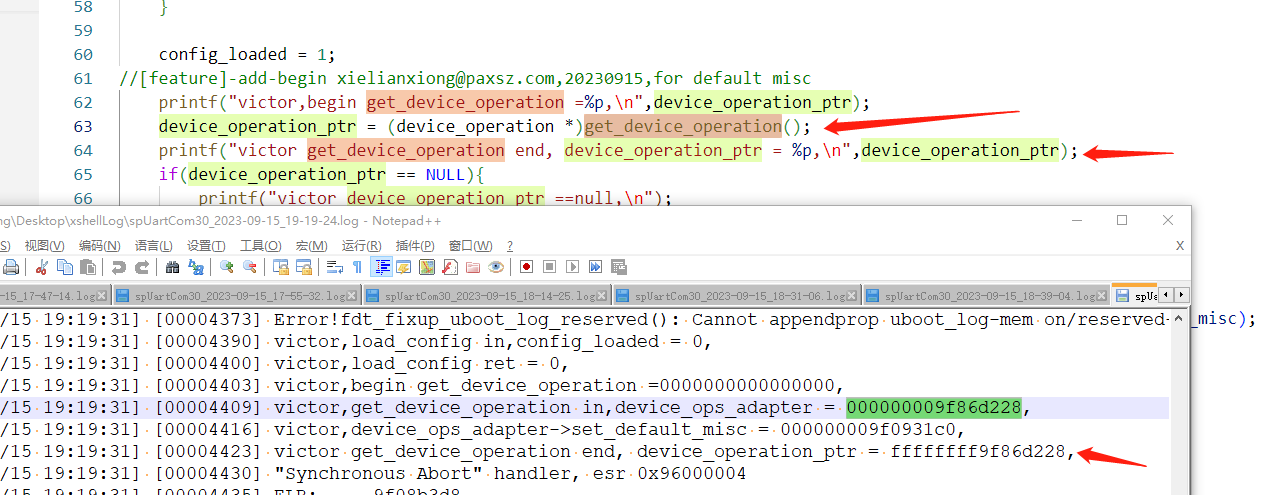 58 }
59
60 config_loaded = 1;
61 //[feature]-add-begin xielianxiong@paxsz.com,20230915,for default misc
62 printf("victor,begin get_device_operation =%p,\n",device_operation_ptr);
63 device_operation_ptr = (device_operation *)get_device_operation();
64 printf("victor get_device_operation end, device_operation_ptr = %p,\n",device_operation_ptr);
65 if(device_operation_ptr == NULL){
66 printf("victor device_operation_ptr ==null,\n");
ng\Desktop\xshellLog\spUartCom30_2023-09-15_19-19-24.log - Notepad++
S) 视图(V) 编码(N) 语言(L) 设置(T) 工具(O) 宏(M) 运行(R) 插件(P) 窗口(W) ? X
-15_17-47-14.log spUartCom30_2023-09-15_17-55-32.log spUartCom30_2023-09-15_18-14-25.log spUartCom30_2023-09-15_18-31-06.log spUartCom30_2023-09-15_18-39-04.log spUa
/15 19:19:31] [00004373] Error!fdt_fixup_uboot_log_reserved(): Cannot appendprop uboot_log-mem on/reserved- _misc);
/15 19:19:31] [00004390] victor,load_config in,config_loaded = 0,
/15 19:19:31] [00004400] victor,load_config ret = 0,
/15 19:19:31] [00004403] victor,begin get_device_operation =0000000000000000,
/15 19:19:31] [00004409] victor,get_device_operation in,device_ops_adapter = 000000009f86d228,
/15 19:19:31] [00004416] victor,device_ops_adapter->set_default_misc = 000000009f0931c0,
/15 19:19:31] [00004423] victor get_device_operation end, device_operation_ptr = ffffffff9f86d228,
/15 19:19:31] [00004430] "Synchronous Abort" handler, esr 0x96000004